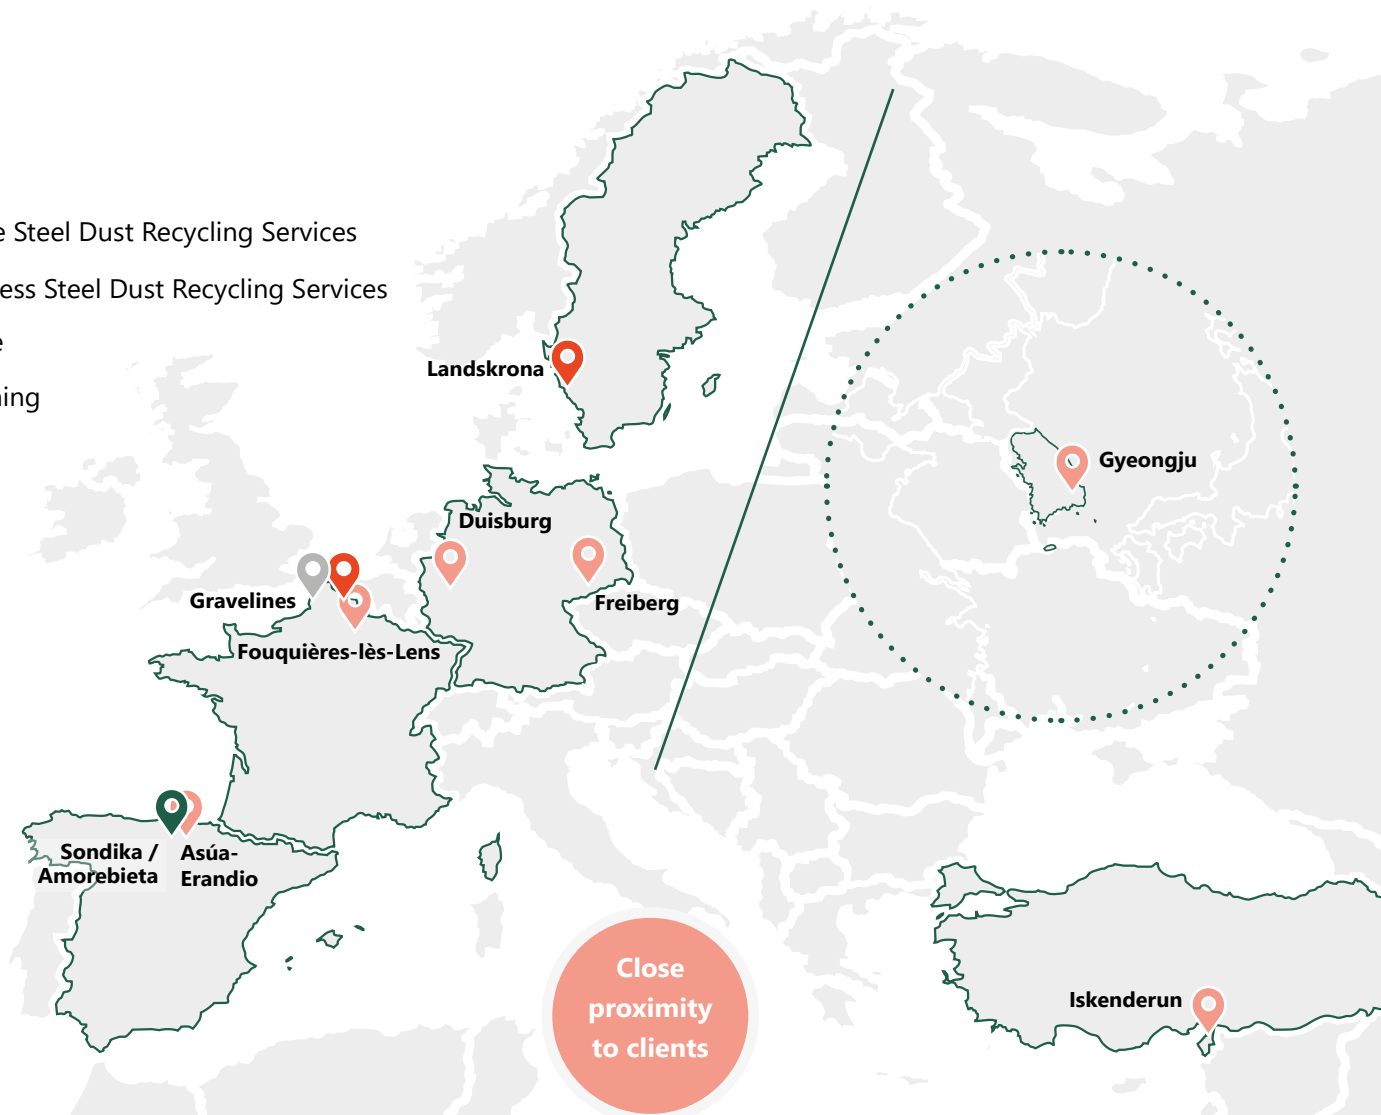 e Steel Dust Recycling Services
ess Steel Dust Recycling Services
e
ing
Landskrona
Gyeongju
Duisburg
Freiberg
Gravelines
Fouquières-lès-Lens
Sondika /
Amorebieta
Asúa-
Erandio
Close
proximity
to clients
Iskenderun